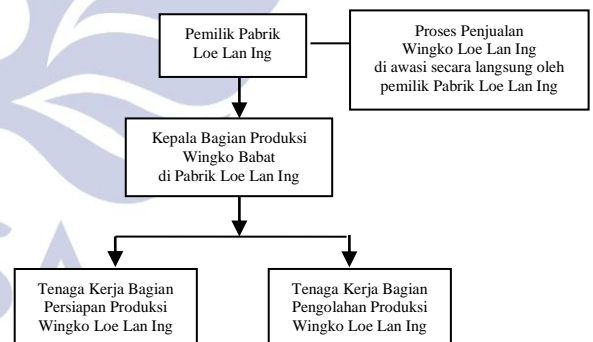 Pemilik Pabrik
Loe Lan Ing
Proses Penjualan
Wingko Loe Lan Ing
di awasi secara langsung oleh
pemilik Pabrik Loe Lan Ing
Kepala Bagian Produksi
Wingko Babat
di Pabrik Loe Lan Ing
Tenaga Kerja Bagian
Persiapan Produksi
Wingko Loe Lan Ing
Tenaga Kerja Bagian
Pengolahan Produksi
Wingko Loe Lan Ing